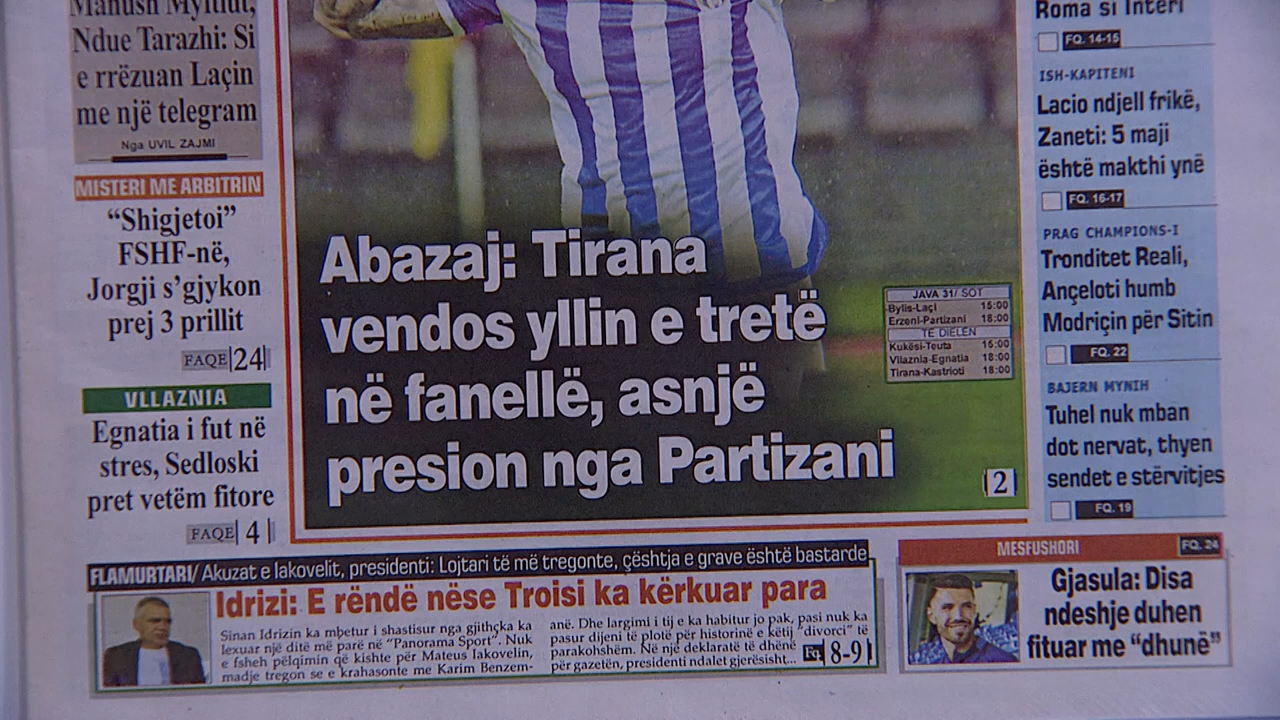 Ndue Tarazhi: Si
e rrëzuan Laçin
me një telegram
Nga UVIL ZAJMI
MISTERI ME ARBITRIN
“Shigjetoi”
FSHF-në,
Jorgji s’gjykon
prej 3 prillit
FAQE 24
VLLAZNIA
Egnatia i fut në
stres, Sedloski
pret vetëm fitore
FAQE 4
Abazaj: Tirana
vendos yllin e tretë
në fanellë, asnjë
presion nga Partizani
2
JAVA 31/ SOT
Bylis-Laçi 15:00
Erzeni-Partizani 18:00
TË DIELËN
Kukësi-Teuta 15:00
Vllaznia-Egnatia 18:00
Tirana-Kastrioti 18:00
Roma si Interi
FQ. 14-15
ISH-KAPITENI
Lacio ndjell frikë,
Zaneti: 5 maji
është makthi ynë
FQ. 16-17
PRAG CHAMPIONS-I
Tronditet Reali,
Ançeloti humb
Modriçin për Sitin
FQ. 22
BAJERN MYNIH
Tuhel nuk mban
dot nervat, thyen
sendet e stërvitjes
FQ. 19
FLAMURTARI/ Akuzat e Iakovelit, presidenti: Lojtari të më tregonte, çështja e grave është bastarde
Idrizi: E rëndë nëse Troisi ka kërkuar para
Sinan Idrizin ka mbetur i shastisur nga gjithçka ka
lexuar një ditë më parë në “Panorama Sport”. Nuk
e fsheh pëlqimin që kishte për Mateus Iakovelin,
madje tregon se e krahasonte me Karim Benzem-
anë. Dhe largimi i tij e ka habitur jo pak, pasi nuk ka
pasur dijeni të plotë për historinë e këtij “divorci” të
parakohshëm. Në një deklaratë të dhënë
për gazetën, presidenti ndalet gjerësisht...
Fq. 8-9
MESFUSHORI
FQ. 24
Gjasula: Disa
ndeshje duhen
fituar me “dhunë”